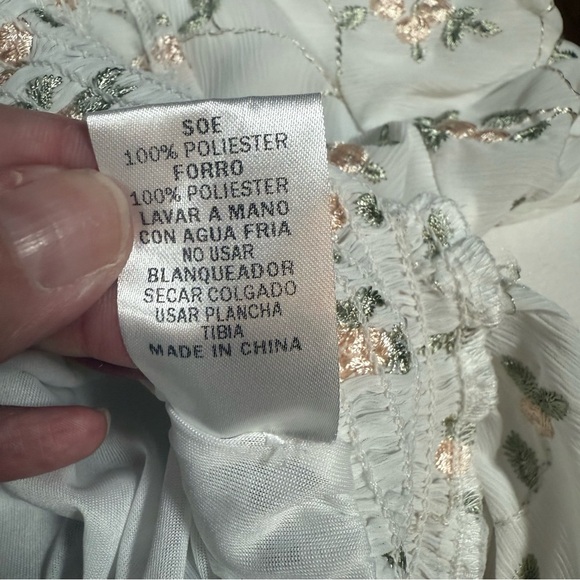 SOE
100% POLIESTER
FORRO
100% POLIESTER
LAVAR A MANO
CON AGUA FRIA
NO USAR
BLANQUEADOR
SECAR COLGADO
USAR PLANCHA
TIBIA
MADE IN CHINA